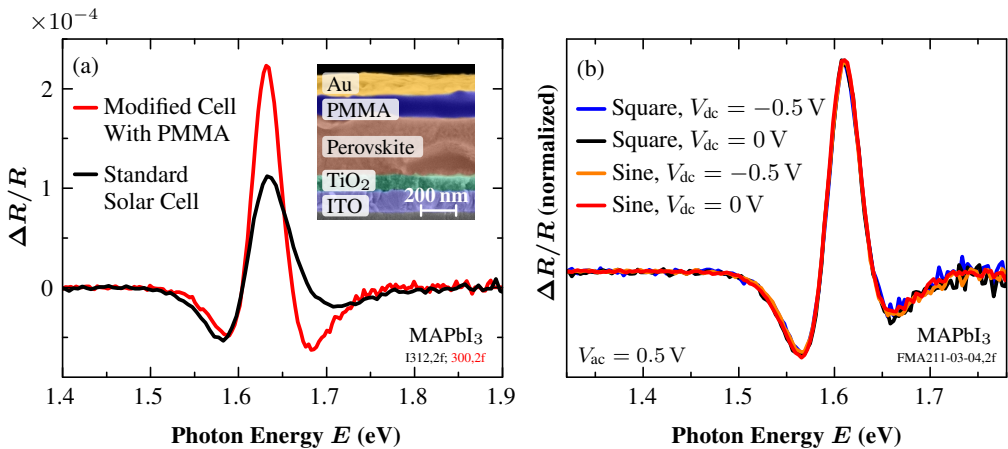 ×10⁻⁴
(a)
Modified Cell
With PMMA
Standard
Solar Cell
Au
PMMA
Perovskite
TiO₂
ITO
200 nm
1
0
ΔR/R
MAPbI₃
I312,2f; 300,2f
1.4 1.5 1.6 1.7 1.8 1.9
Photon Energy E (eV)
(b)
Square, V_dc = −0.5 V
Square, V_dc = 0 V
Sine, V_dc = −0.5 V
Sine, V_dc = 0 V
ΔR/R (normalized)
V_ac = 0.5 V
MAPbI₃
FMA211-03-04,2f
1.4 1.5 1.6 1.7
Photon Energy E (eV)